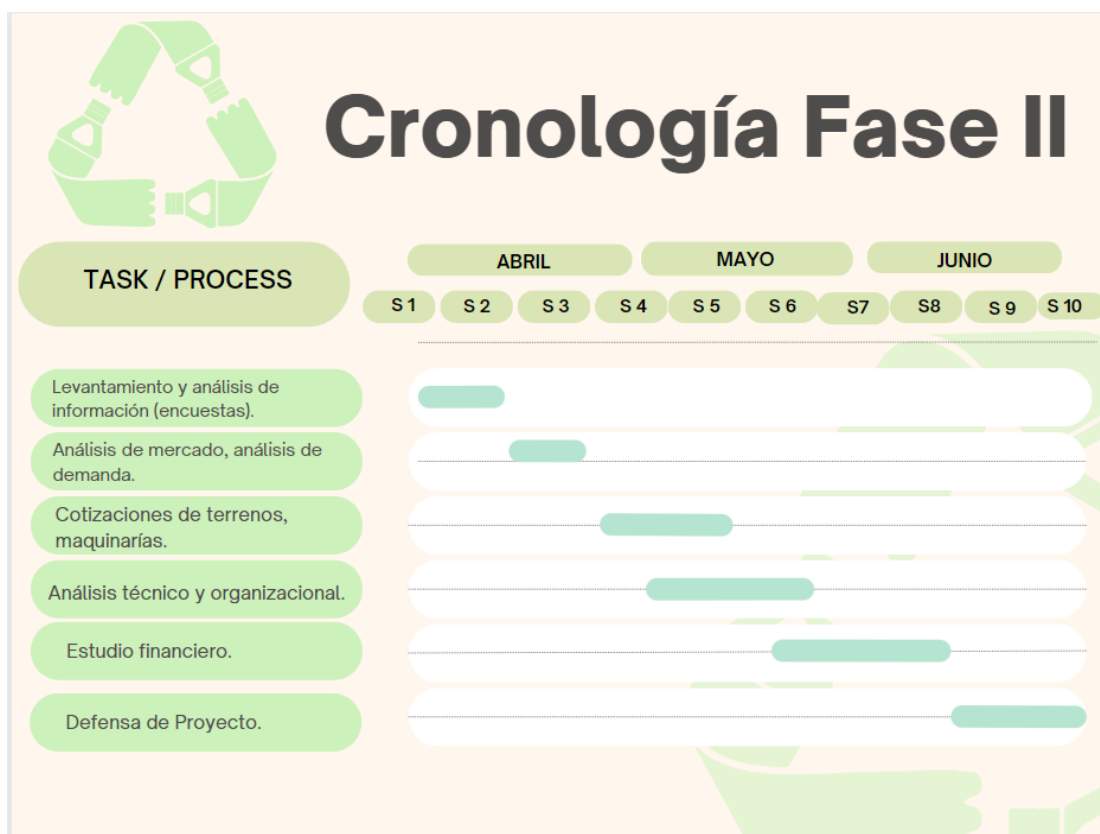 Cronología Fase II
TASK / PROCESS
ABRIL MAYO JUNIO
S 1 S 2 S 3 S 4 S 5 S 6 S7 S8 S 9 S 10
Levantamiento y análisis de
información (encuestas).
Análisis de mercado, análisis de
demanda.
Cotizaciones de terrenos,
maquinarías.
Análisis técnico y organizacional.
Estudio financiero.
Defensa de Proyecto.